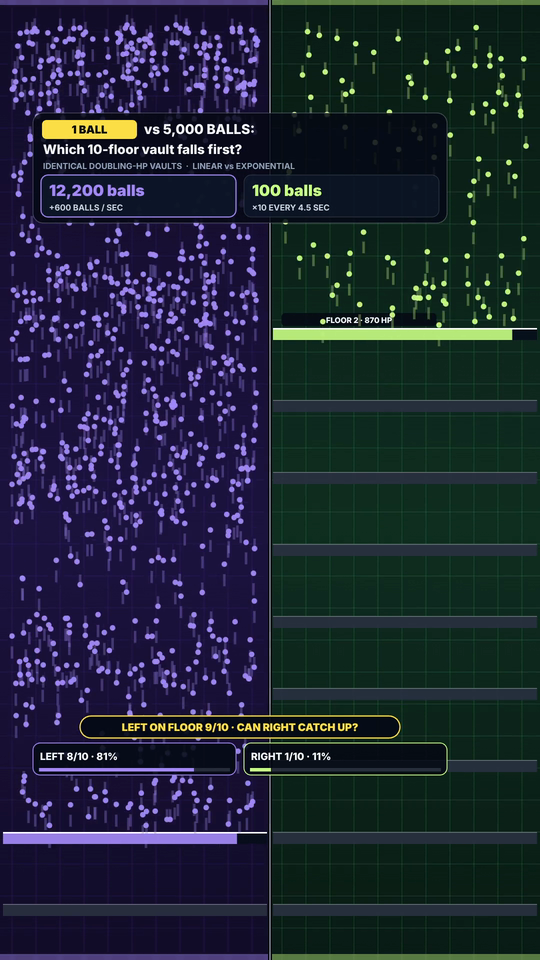 1 BALL vs 5,000 BALLS:
Which 10-floor vault falls first?
IDENTICAL DOUBLING-HP VAULTS · LINEAR vs EXPONENTIAL
12,200 balls
+600 BALLS / SEC
100 balls
×10 EVERY 4.5 SEC
FLOOR 2 · 870 HP
LEFT ON FLOOR 9/10 · CAN RIGHT CATCH UP?
LEFT 8/10 · 81%
RIGHT 1/10 · 11%